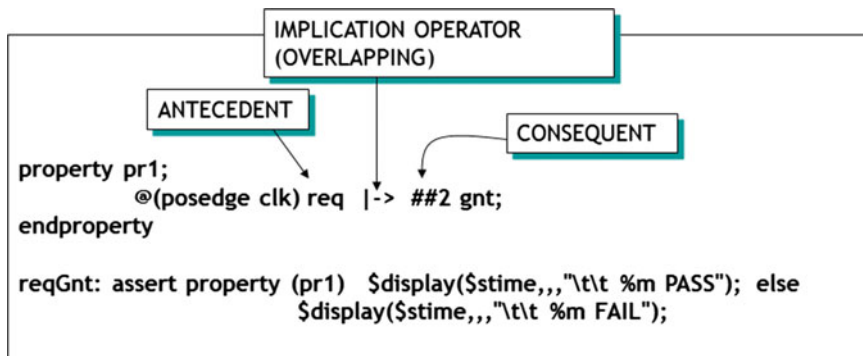 IMPLICATION OPERATOR
(OVERLAPPING)
ANTECEDENT
CONSEQUENT
property pr1;
@(posedge clk) req |-> ##2 gnt;
endproperty
reqGnt: assert property (pr1) $display($stime,,,"\t\t %m PASS"); else
$display($stime,,,"\t\t %m FAIL");